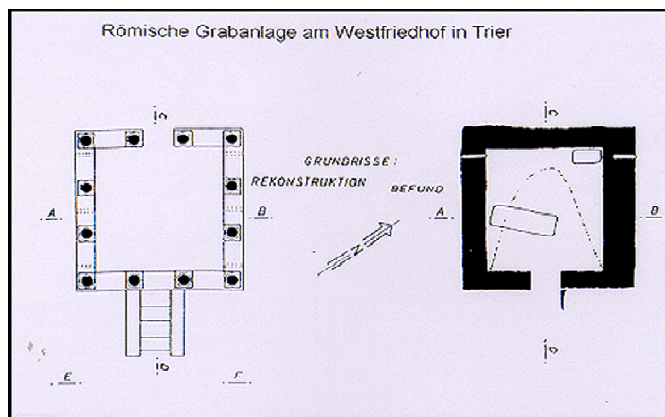 Römische Grabanlage am Westfriedhof in Trier
GRUNDRISSE:
REKONSTRUKTION BEFUND
A B A B
N
E F